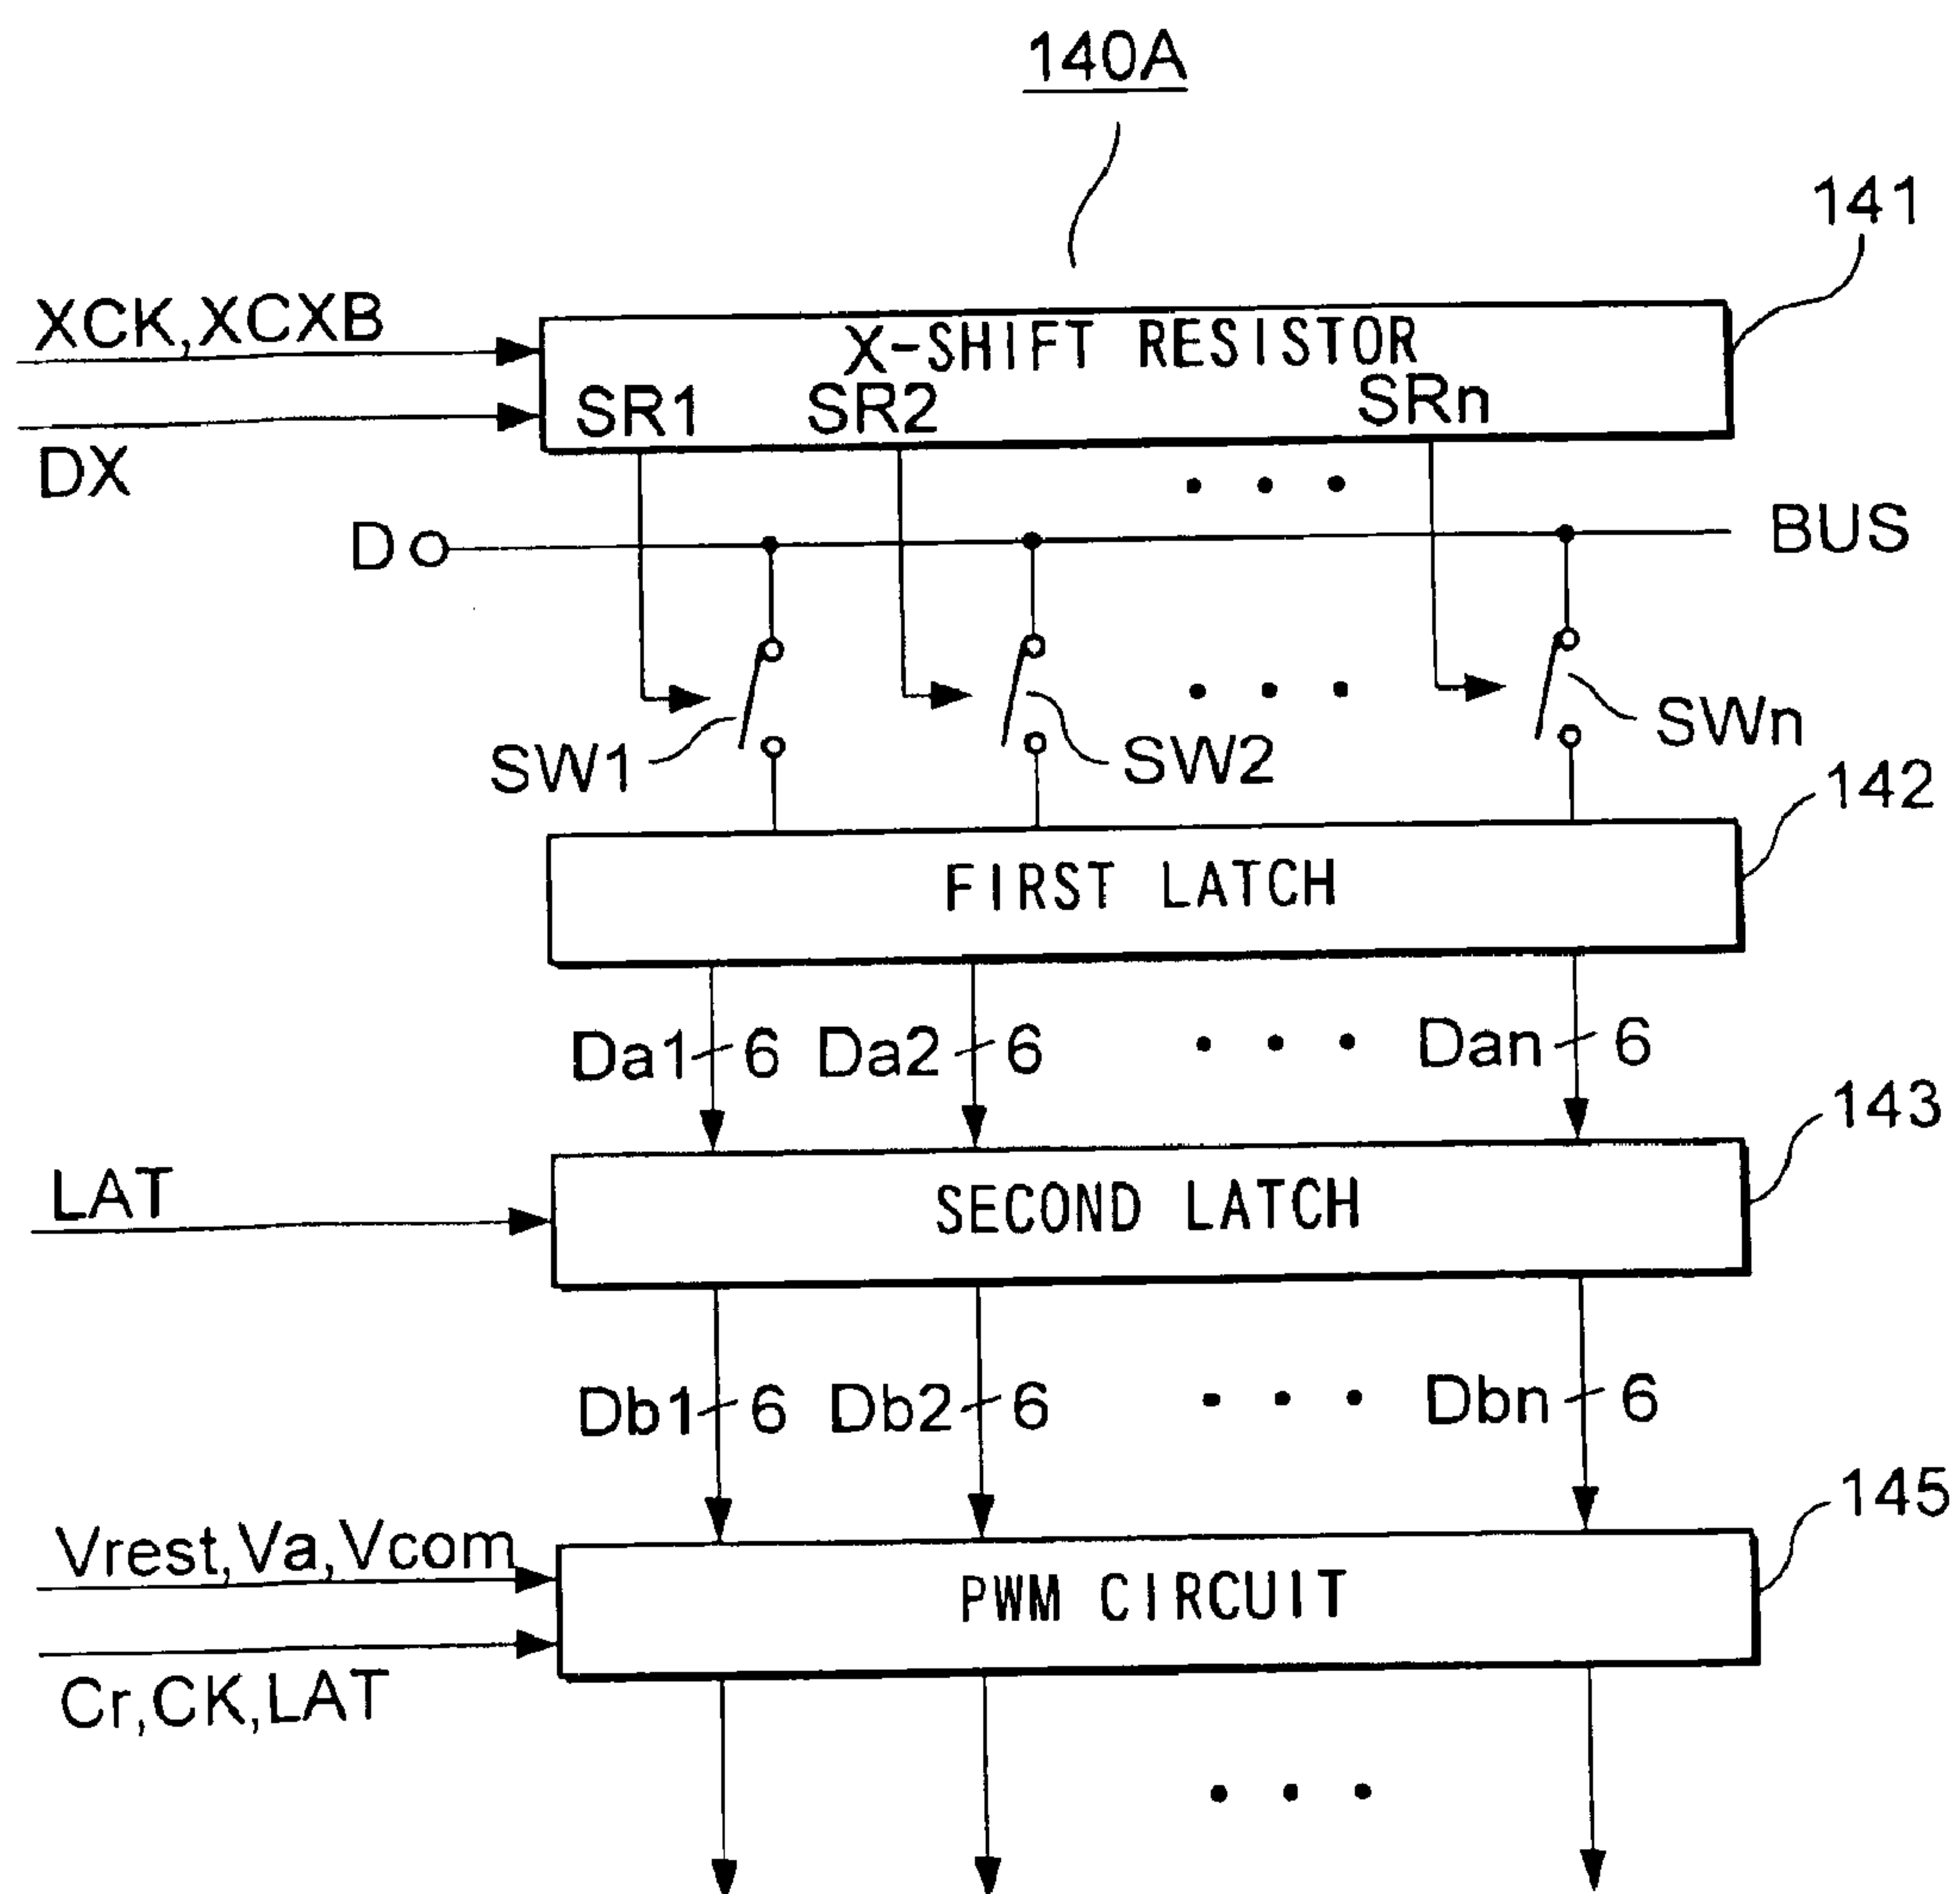 140A
141
XCK,XCXB
X-SHIFT RESISTOR
SR1 SR2 SRn
DX
D
BUS
SW1
SW2
SWn
142
FIRST LATCH
Da1 6 Da2 6 Dan 6
143
LAT
SECOND LATCH
Db1 6 Db2 6 Dbn 6
145
Vrest,Va,Vcom
PWM CIRCUIT
Cr,CK,LAT